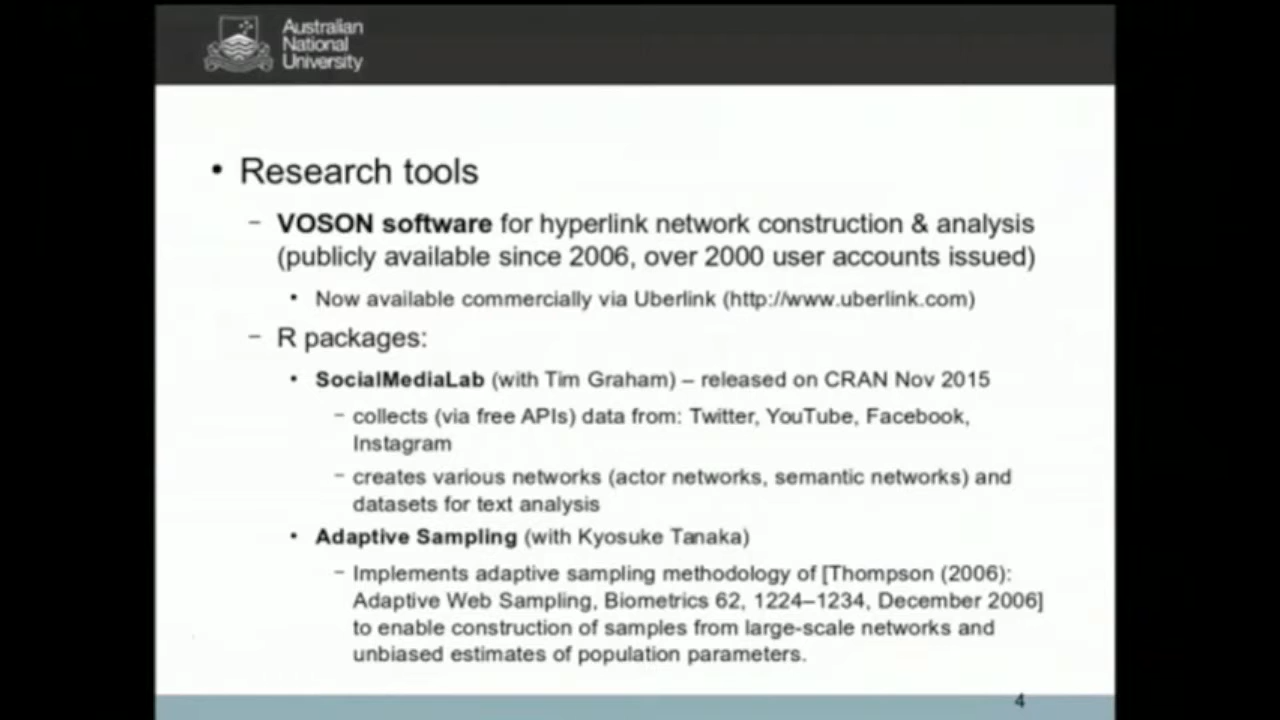 Australian
National
University
• Research tools
– VOSON software for hyperlink network construction & analysis
(publicly available since 2006, over 2000 user accounts issued)
• Now available commercially via Uberlink (http://www.uberlink.com)
– R packages:
• SocialMediaLab (with Tim Graham) – released on CRAN Nov 2015
– collects (via free APIs) data from: Twitter, YouTube, Facebook,
Instagram
– creates various networks (actor networks, semantic networks) and
datasets for text analysis
• Adaptive Sampling (with Kyosuke Tanaka)
– Implements adaptive sampling methodology of [Thompson (2006):
Adaptive Web Sampling, Biometrics 62, 1224–1234, December 2006]
to enable construction of samples from large-scale networks and
unbiased estimates of population parameters.
4